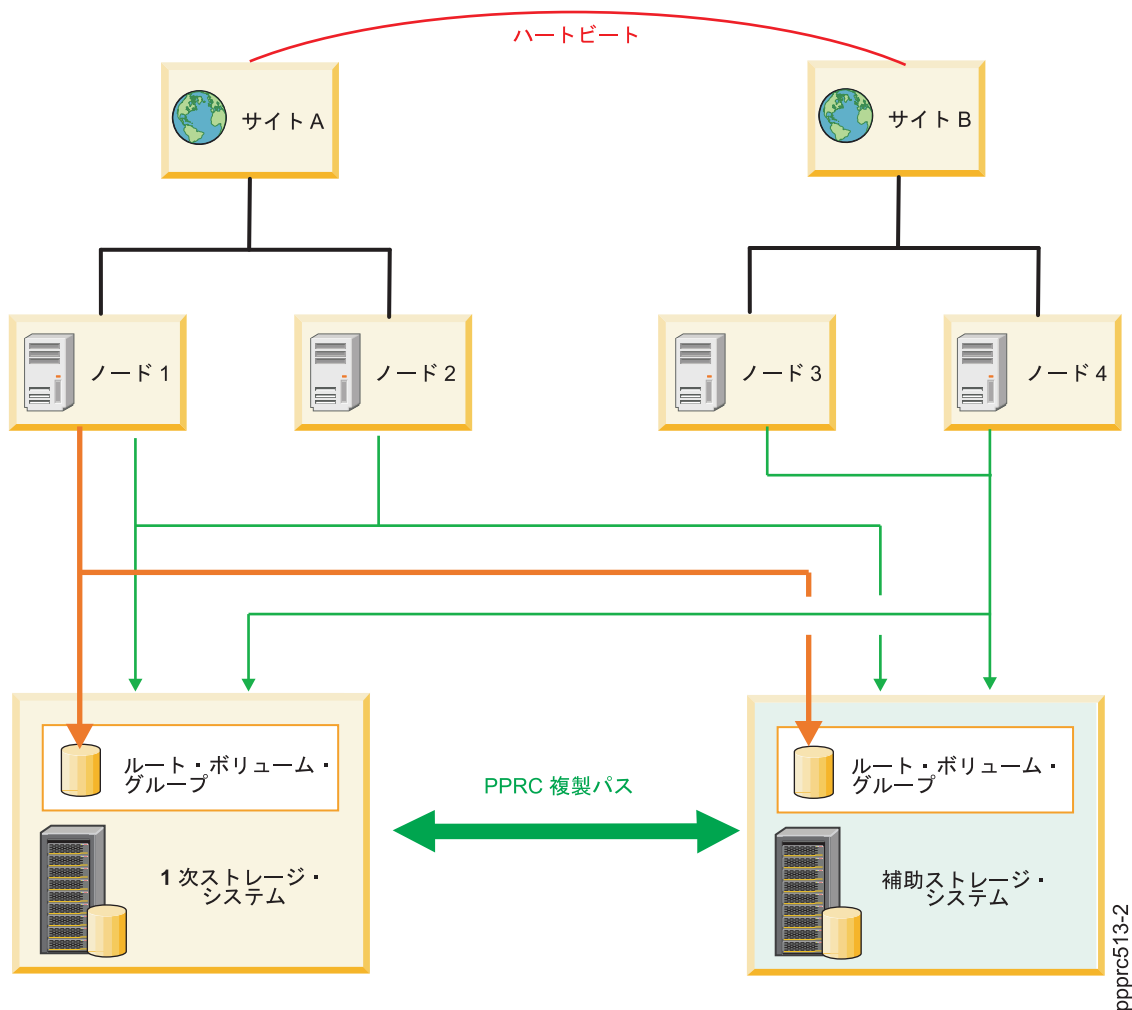 ハートビート
サイト A
サイト B
ノード 1
ノード 2
ノード 3
ノード 4
ルート・ボリューム・
グループ
PPRC 複製パス
ルート・ボリューム・
グループ
1 次ストレージ・
システム
補助ストレージ・
システム
ppprc513-2